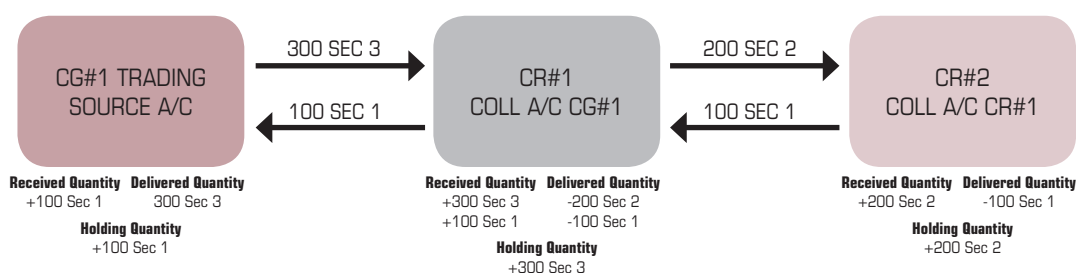 CG#1 TRADING
SOURCE A/C
300 SEC 3
100 SEC 1
CR#1
COLL A/C CG#1
200 SEC 2
100 SEC 1
CR#2
COLL A/C CR#1
Received Quantity Delivered Quantity
+100 Sec 1 300 Sec 3
Holding Quantity
+100 Sec 1
Received Quantity Delivered Quantity
+300 Sec 3 -200 Sec 2
+100 Sec 1 -100 Sec 1
Holding Quantity
+300 Sec 3
Received Quantity Delivered Quantity
+200 Sec 2 -100 Sec 1
Holding Quantity
+200 Sec 2